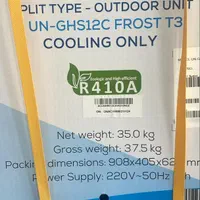 PLIT TYPE - OUTDOOR UNIT
UN-GHS12C FROST T3
COOLING ONLY
R410A
Net weight: 35.0 kg
Gross weight: 37.5 kg
dimensions: 908x405x62
Power Supply: 220V~50Hz